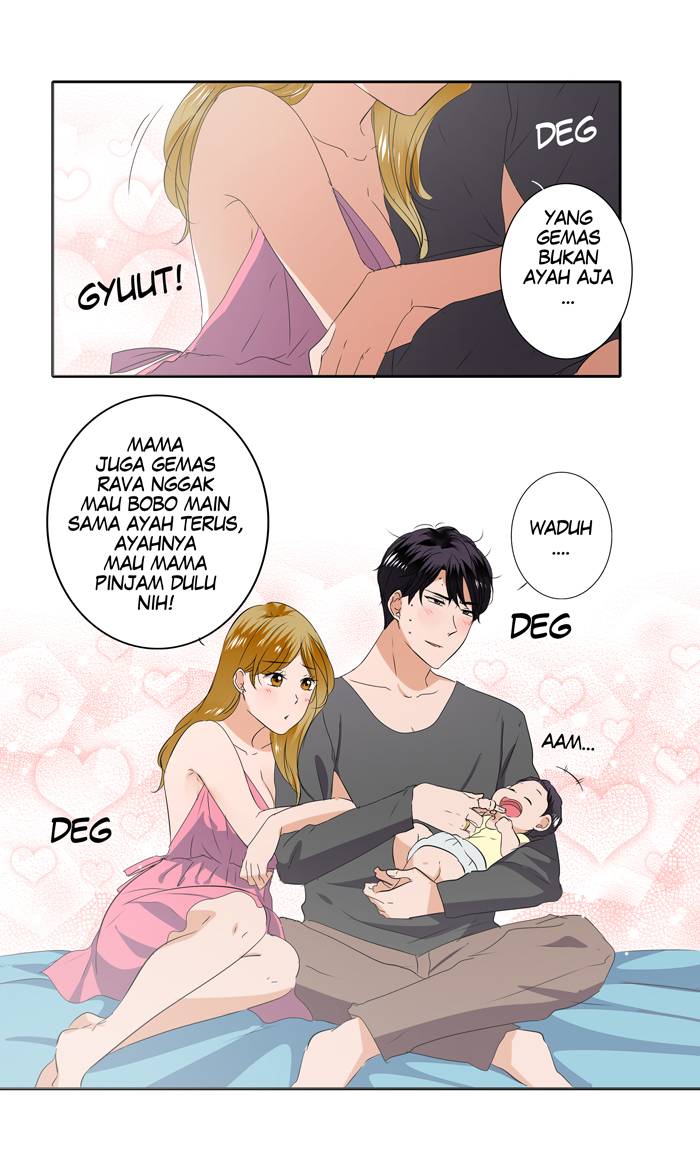 DEG
YANG
GEMAS
BUKAN
AYAH AJA
...
GYUUT!
MAMA
JUGA GEMAS
RAVA NGGAK
MAU BOBO MAIN
SAMA AYAH TERUS,
AYAHNYA
MAU MAMA
PINJAM DULU
NIH!
WADUH
....
DEG
AAM...
DEG